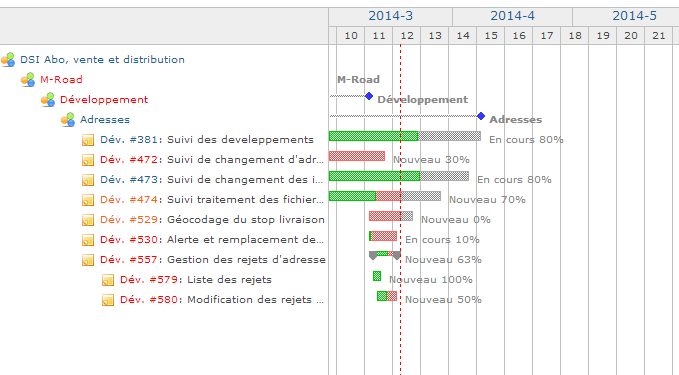 2014-3 2014-4 2014-5
10 11 12 13 14 15 16 17 18 19 20 21
DSI Abo, vente et distribution
M-Road M-Road
Développement Développement
Adresses Adresses
Dév. #381: Suivi des developpements En cours 80%
Dév. #472: Suivi de changement d'adr... Nouveau 30%
Dév. #473: Suivi de changement des i... En cours 80%
Dév. #474: Suivi traitement des fichier... Nouveau 70%
Dév. #529: Géocodage du stop livraison Nouveau 0%
Dév. #530: Alerte et remplacement de... En cours 10%
Dév. #557: Gestion des rejets d'adresse Nouveau 63%
Dév. #579: Liste des rejets Nouveau 100%
Dév. #580: Modification des rejets ... Nouveau 50%